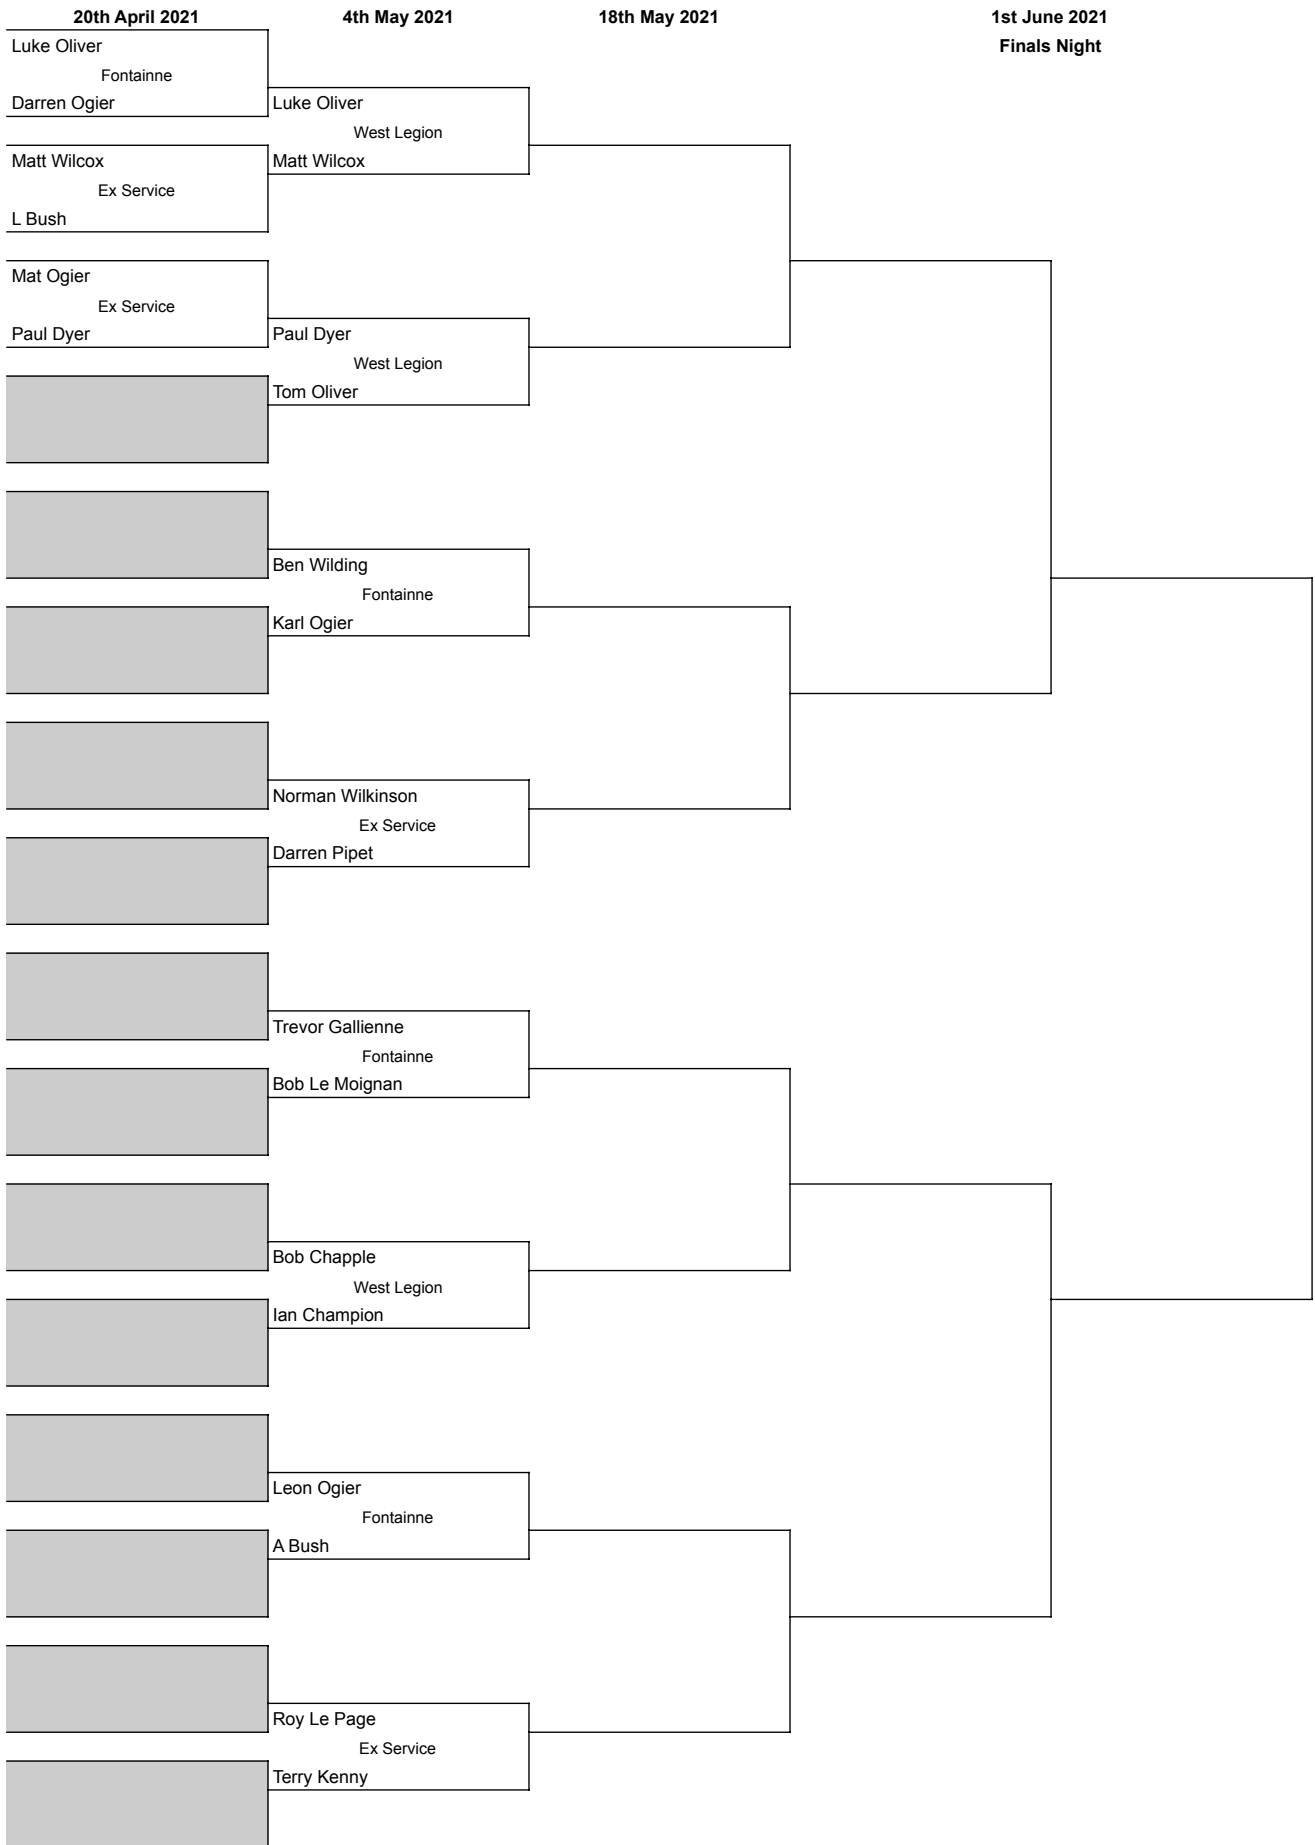 20th April 2021
4th May 2021
18th May 2021
1st June 2021
Finals Night
Luke Oliver
Fontainne
Darren Ogier
Matt Wilcox
Ex Service
L Bush
Mat Ogier
Ex Service
Paul Dyer
Luke Oliver
West Legion
Matt Wilcox
Paul Dyer
West Legion
Tom Oliver
Ben Wilding
Fontainne
Karl Ogier
Norman Wilkinson
Ex Service
Darren Pipet
Trevor Gallienne
Fontainne
Bob Le Moignan
Bob Chapple
West Legion
Ian Champion
Leon Ogier
Fontainne
A Bush
Roy Le Page
Ex Service
Terry Kenny